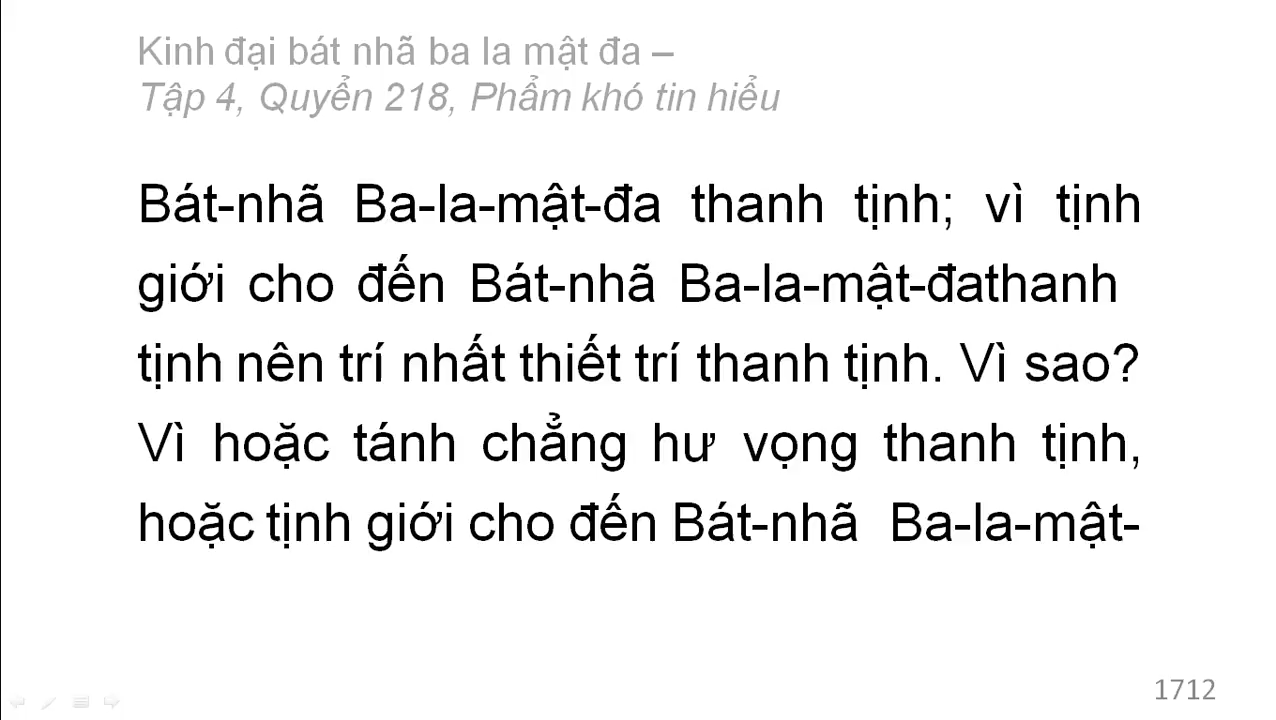 Kinh đại bát nhã ba la mật đa –
Tập 4, Quyển 218, Phẩm khó tin hiểu
Bát-nhã Ba-la-mật-đa thanh tịnh; vì tịnh
giới cho đến Bát-nhã Ba-la-mật-đathanh
tịnh nên trí nhất thiết trí thanh tịnh. Vì sao?
Vì hoặc tánh chẳng hư vọng thanh tịnh,
hoặc tịnh giới cho đến Bát-nhã Ba-la-mật-
1712